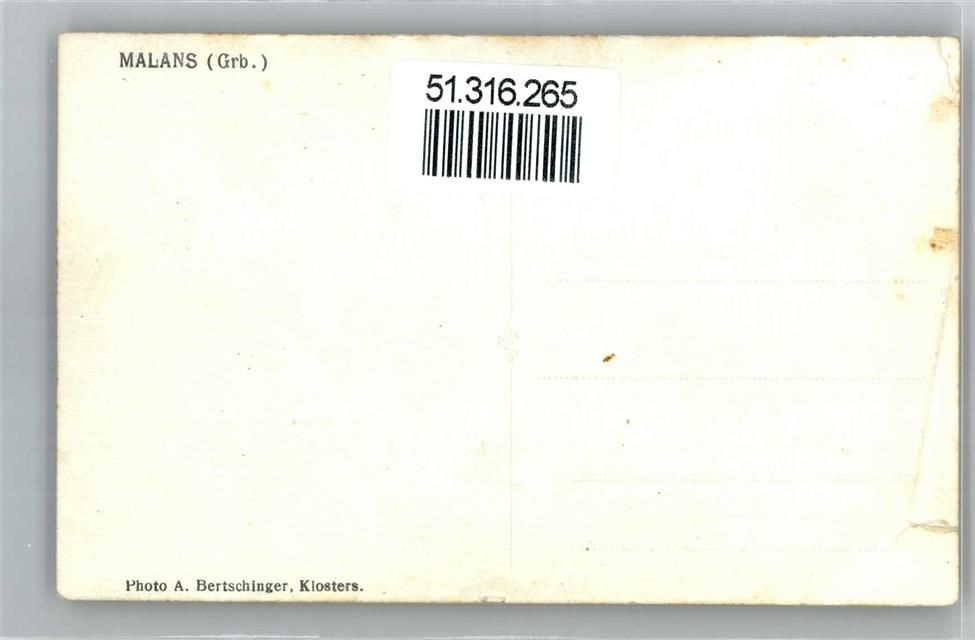 MALANS (Grb.)
51.316.265
Photo A. Bertschinger, Klosters.